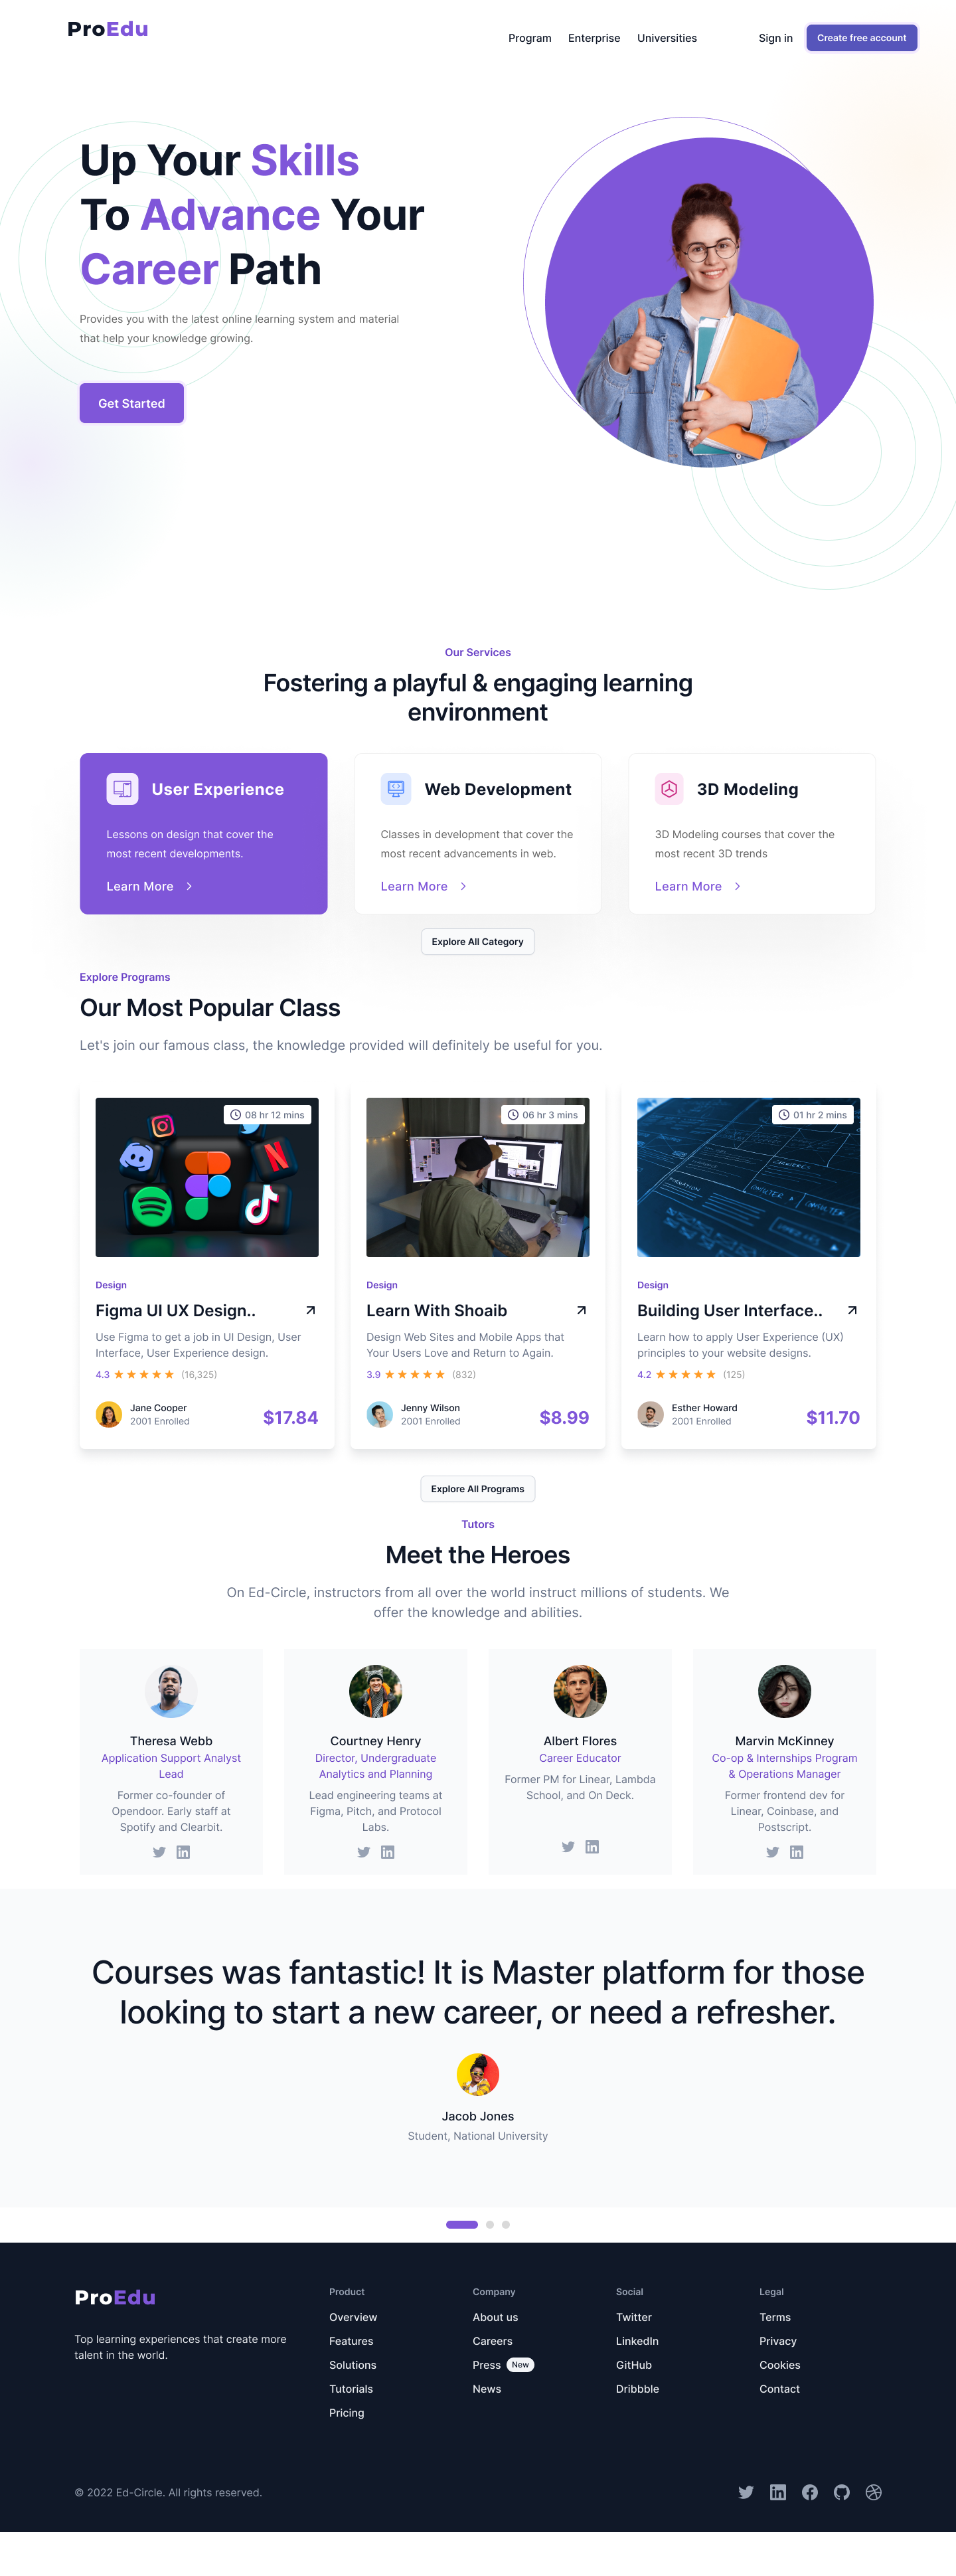 ProEdu
Program Enterprise Universities Sign in Create free account
Up Your Skills
To Advance Your
Career Path
Provides you with the latest online learning system and material
that help your knowledge growing.
Get Started
Our Services
Fostering a playful & engaging learning
environment
User Experience
Lessons on design that cover the
most recent developments.
Learn More
Web Development
Classes in development that cover the
most recent advancements in web.
Learn More
3D Modeling
3D Modeling courses that cover the
most recent 3D trends
Learn More
Explore All Category
Explore Programs
Our Most Popular Class
Let's join our famous class, the knowledge provided will definitely be useful for you.
08 hr 12 mins
Design
Figma UI UX Design..
Use Figma to get a job in UI Design, User
Interface, User Experience design.
4.3 (16,325)
Jane Cooper
2001 Enrolled
$17.84
06 hr 3 mins
Design
Learn With Shoaib
Design Web Sites and Mobile Apps that
Your Users Love and Return to Again.
3.9 (832)
Jenny Wilson
2001 Enrolled
$8.99
01 hr 2 mins
Design
Building User Interface..
Learn how to apply User Experience (UX)
principles to your website designs.
4.2 (125)
Esther Howard
2001 Enrolled
$11.70
Explore All Programs
Tutors
Meet the Heroes
On Ed-Circle, instructors from all over the world instruct millions of students. We
offer the knowledge and abilities.
Theresa Webb
Application Support Analyst
Lead
Former co-founder of
Opendoor. Early staff at
Spotify and Clearbit.
Courtney Henry
Director, Undergraduate
Analytics and Planning
Lead engineering teams at
Figma, Pitch, and Protocol
Labs.
Albert Flores
Career Educator
Former PM for Linear, Lambda
School, and On Deck.
Marvin McKinney
Co-op & Internships Program
& Operations Manager
Former frontend dev for
Linear, Coinbase, and
Postscript.
Courses was fantastic! It is Master platform for those
looking to start a new career, or need a refresher.
Jacob Jones
Student, National University
ProEdu
Top learning experiences that create more
talent in the world.
Product
Overview
Features
Solutions
Tutorials
Pricing
Company
About us
Careers
Press New
News
Social
Twitter
LinkedIn
GitHub
Dribbble
Legal
Terms
Privacy
Cookies
Contact
© 2022 Ed-Circle. All rights reserved.